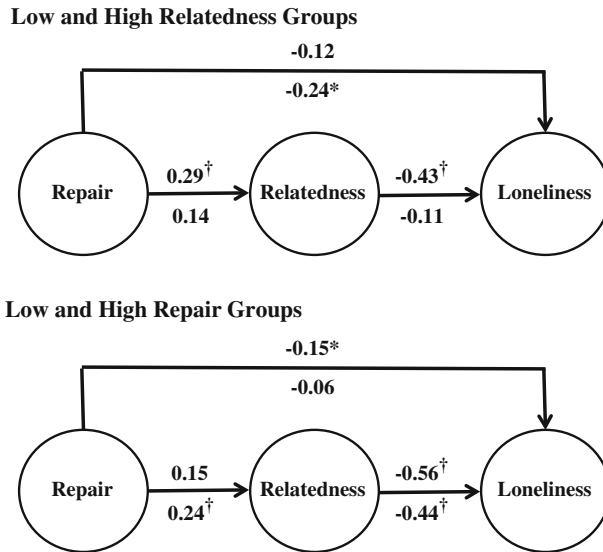 Low and High Relatedness Groups
-0.12
-0.24*
Repair
0.29†
0.14
Relatedness
-0.43†
-0.11
Loneliness
Low and High Repair Groups
-0.15*
-0.06
Repair
0.15
0.24†
Relatedness
-0.56†
-0.44†
Loneliness